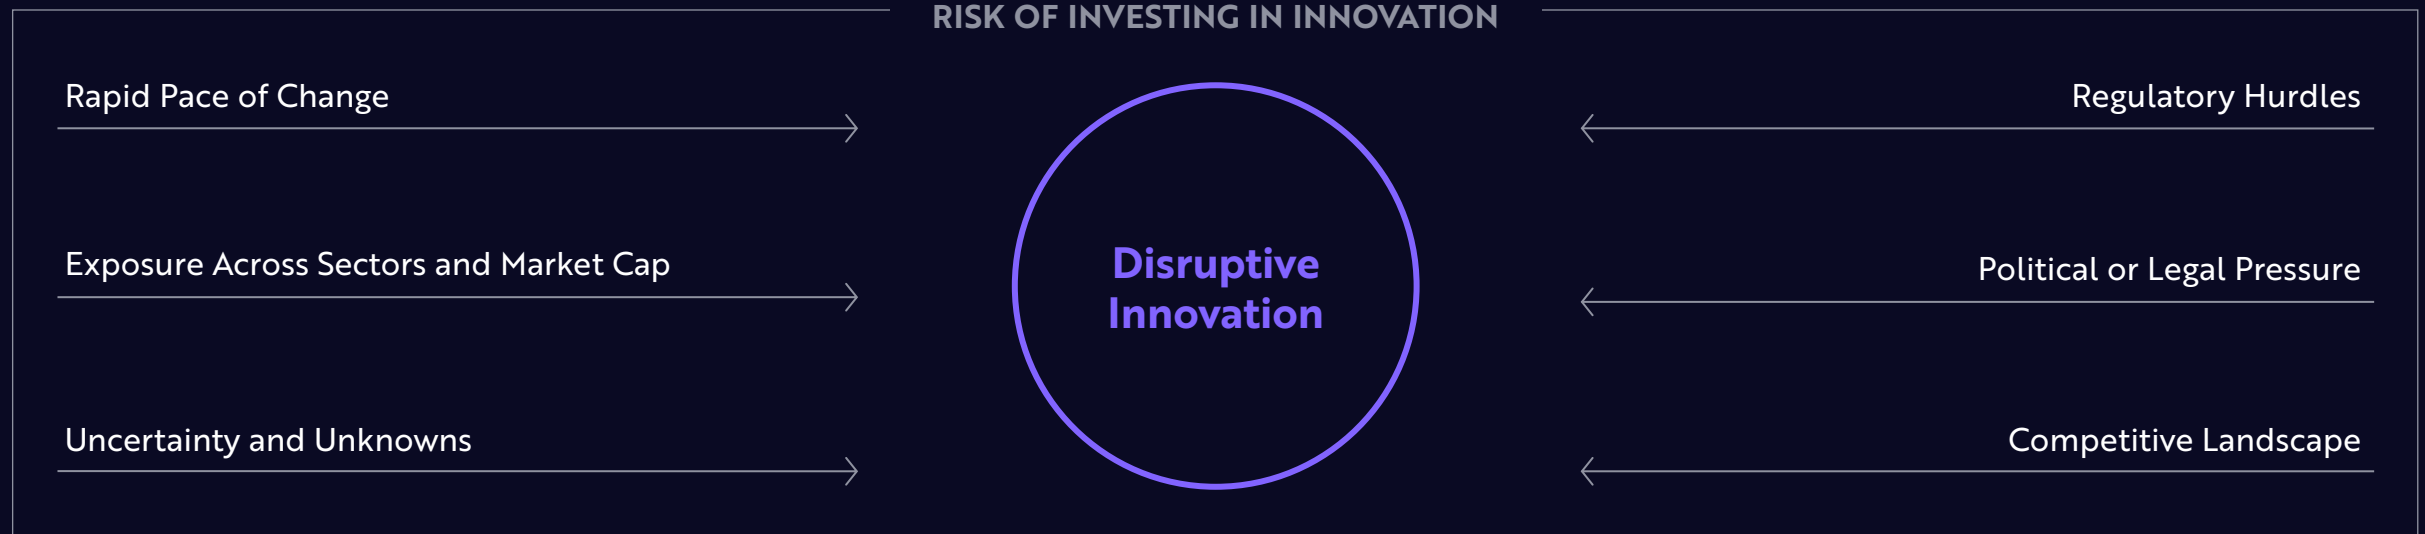 RISK OF INVESTING IN INNOVATION
Rapid Pace of Change
Regulatory Hurdles
Exposure Across Sectors and Market Cap
Political or Legal Pressure
Disruptive
Innovation
Uncertainty and Unknowns
Competitive Landscape